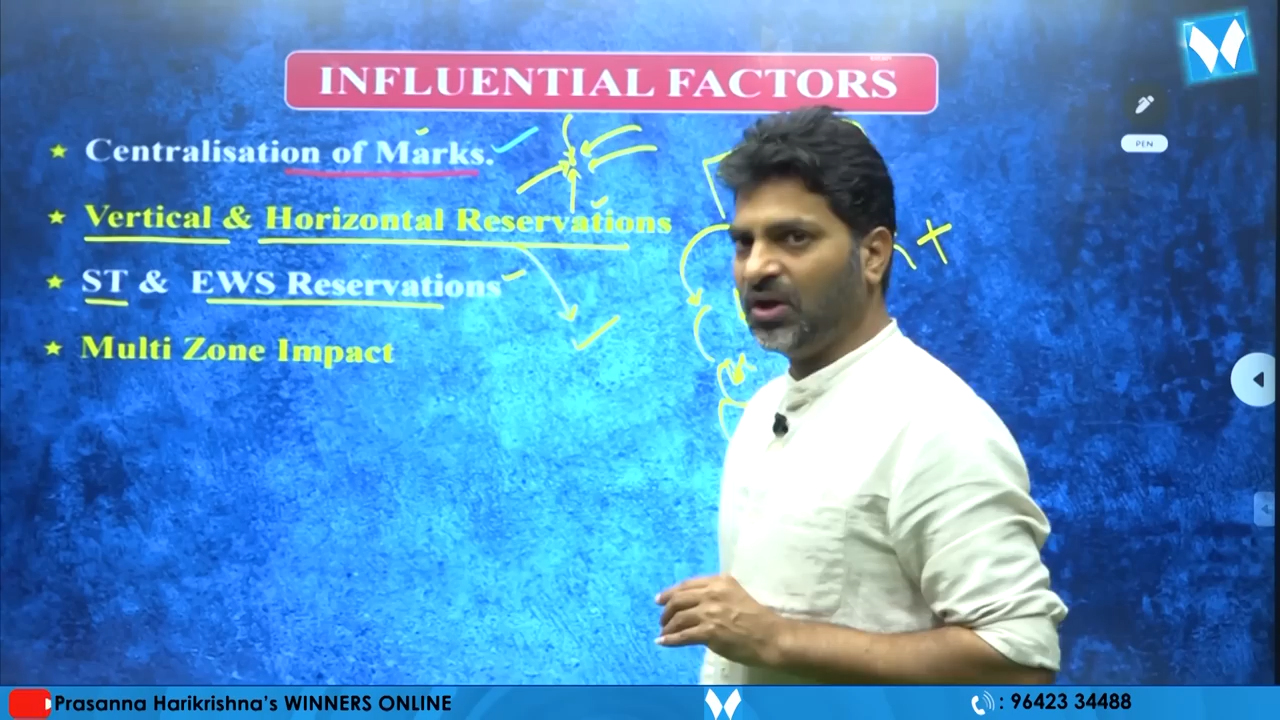 INFLUENTIAL FACTORS
★ Centralisation of Marks.
★ Vertical & Horizontal Reservations
★ ST & EWS Reservations
★ Multi Zone Impact
PEN
Prasanna Harikrishna's WINNERS ONLINE
: 96423 34488